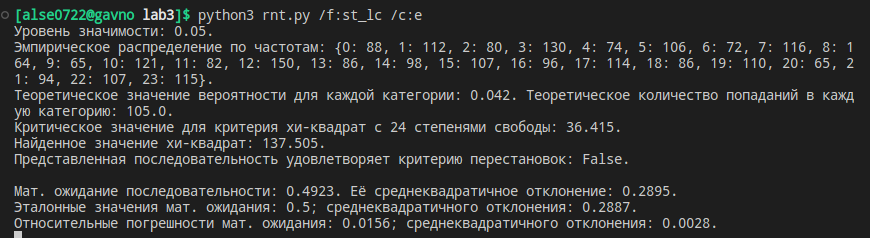 [alse0722@gavno lab3]$ python3 rnt.py /f:st_lc /c:e
Уровень значимости: 0.05.
Эмпирическое распределение по частотам: {0: 88, 1: 112, 2: 80, 3: 130, 4: 74, 5: 106, 6: 72, 7: 116, 8: 1
64, 9: 65, 10: 121, 11: 82, 12: 150, 13: 86, 14: 98, 15: 107, 16: 96, 17: 114, 18: 86, 19: 110, 20: 65, 2
1: 94, 22: 107, 23: 115}.
Теоретическое значение вероятности для каждой категории: 0.042. Теоретическое количество попаданий в кажд
ую категорию: 105.0.
Критическое значение для критерия хи-квадрат с 24 степенями свободы: 36.415.
Найденное значение хи-квадрат: 137.505.
Представленная последовательность удовлетворяет критерию перестановок: False.
Мат. ожидание последовательности: 0.4923. Её среднеквадратичное отклонение: 0.2895.
Эталонные значения мат. ожидания: 0.5; среднеквадратичного отклонения: 0.2887.
Относительные погрешности мат. ожидания: 0.0156; среднеквадратичного отклонения: 0.0028.